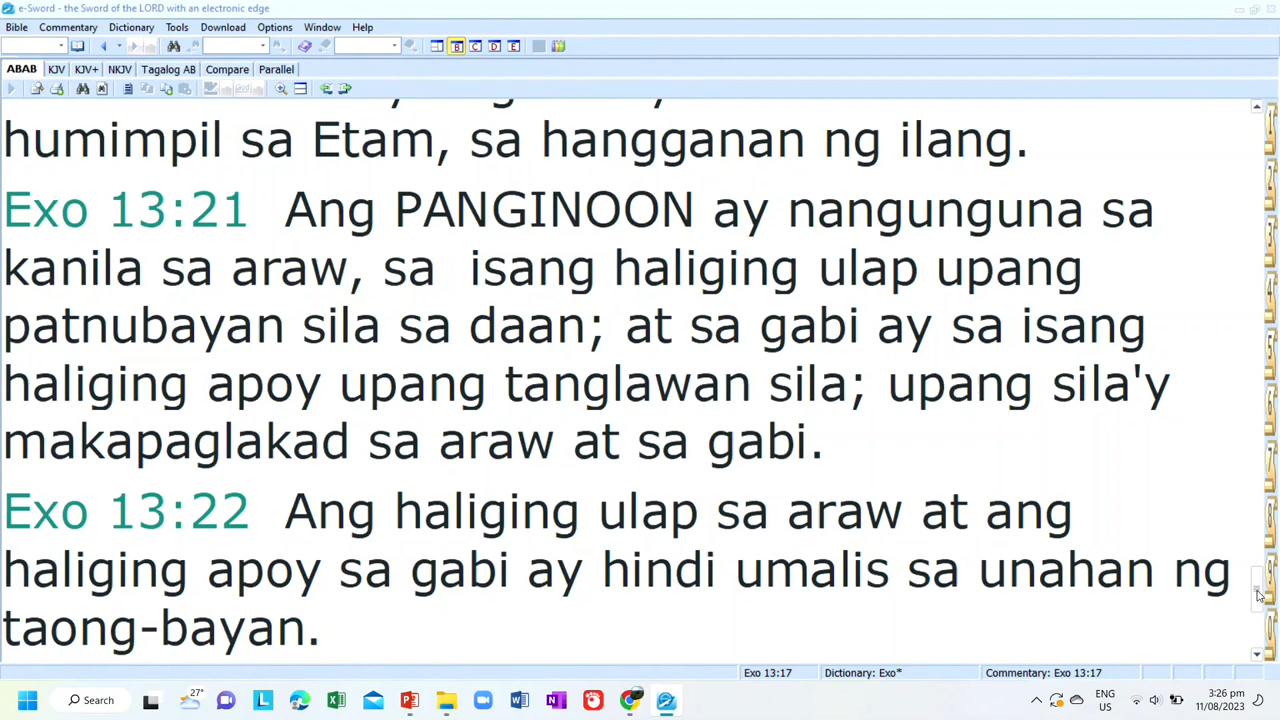 e-Sword - the Sword of the LORD with an electronic edge
Bible Commentary Dictionary Tools Download Options Window Help
B C D E
ABAB KJV KJV+ NKJV Tagalog AB Compare Parallel
humimpil sa Etam, sa hangganan ng ilang.
Exo 13:21 Ang PANGINOON ay nangunguna sa
kanila sa araw, sa isang haliging ulap upang
patnubayan sila sa daan; at sa gabi ay sa isang
haliging apoy upang tanglawan sila; upang sila'y
makapaglakad sa araw at sa gabi.
Exo 13:22 Ang haliging ulap sa araw at ang
haliging apoy sa gabi ay hindi umalis sa unahan ng
taong-bayan.
Exo 13:17 Dictionary: Exo* Commentary: Exo 13:17
Search 27° ENG US 3:26 pm 11/08/2023